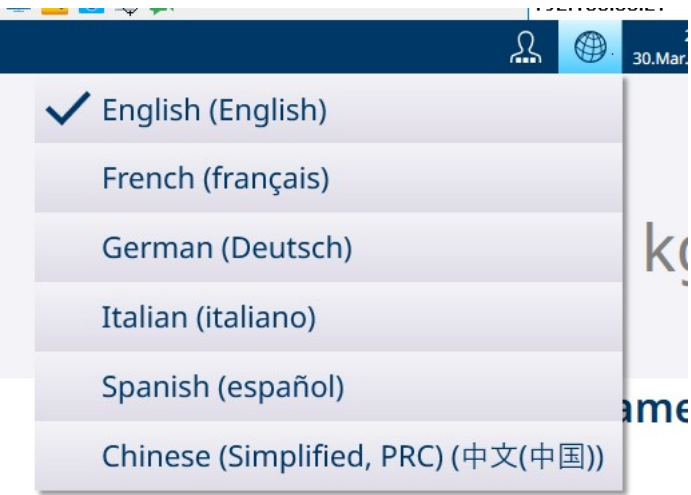 30.Mar.
English (English)
French (français)
German (Deutsch)
Italian (italiano)
Spanish (español)
Chinese (Simplified, PRC) (中文(中国))